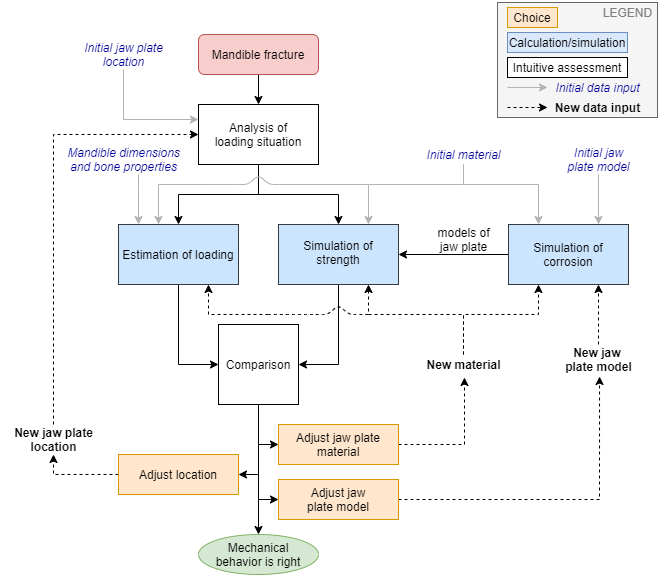 LEGEND
Choice
Calculation/simulation
Intuitive assessment
Initial data input
New data input
Initial jaw plate
location
Mandible fracture
Analysis of
loading situation
Mandible dimensions
and bone properties
Initial material
Initial jaw
plate model
Estimation of loading
Simulation of
strength
models of
jaw plate
Simulation of
corrosion
Comparison
New material
New jaw
plate model
New jaw plate
location
Adjust jaw plate
material
Adjust location
Adjust jaw
plate model
Mechanical
behavior is right